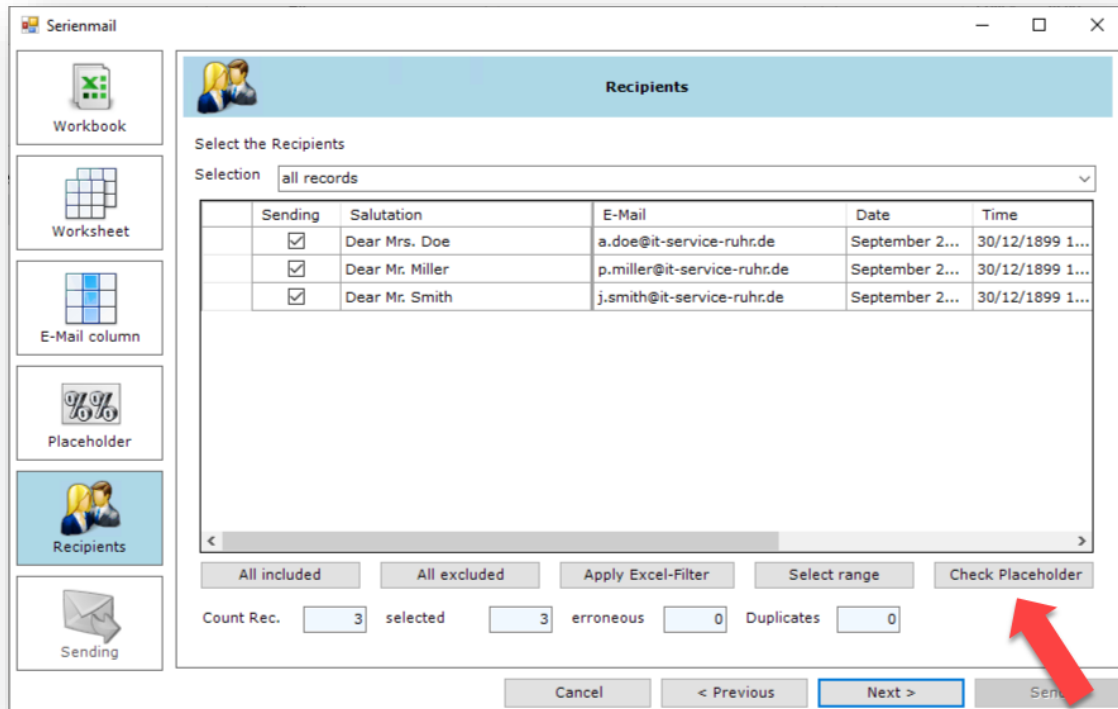 Serienmail
Workbook
Worksheet
E-Mail column
Placeholder
Recipients
Sending
Recipients
Select the Recipients
Selection all records
Sending Salutation E-Mail Date Time
Dear Mrs. Doe a.doe@it-service-ruhr.de September 2... 30/12/1899 1...
Dear Mr. Miller p.miller@it-service-ruhr.de September 2... 30/12/1899 1...
Dear Mr. Smith j.smith@it-service-ruhr.de September 2... 30/12/1899 1...
All included All excluded Apply Excel-Filter Select range Check Placeholder
Count Rec. 3 selected 3 erroneous 0 Duplicates 0
Cancel < Previous Next >